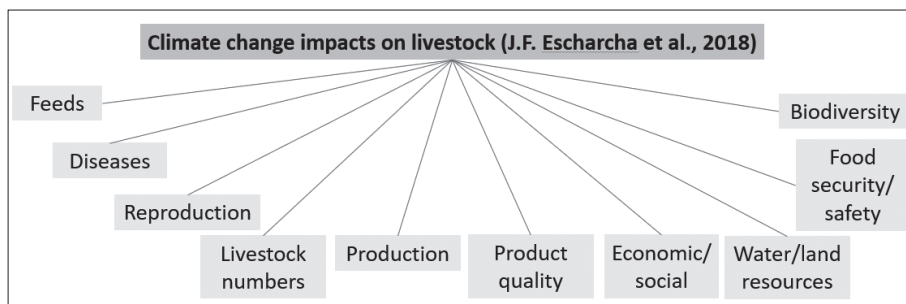 Climate change impacts on livestock (J.F. Escharcha et al., 2018)
Feeds
Diseases
Reproduction
Livestock
numbers
Production
Product
quality
Economic/
social
Water/land
resources
Food
security/
safety
Biodiversity